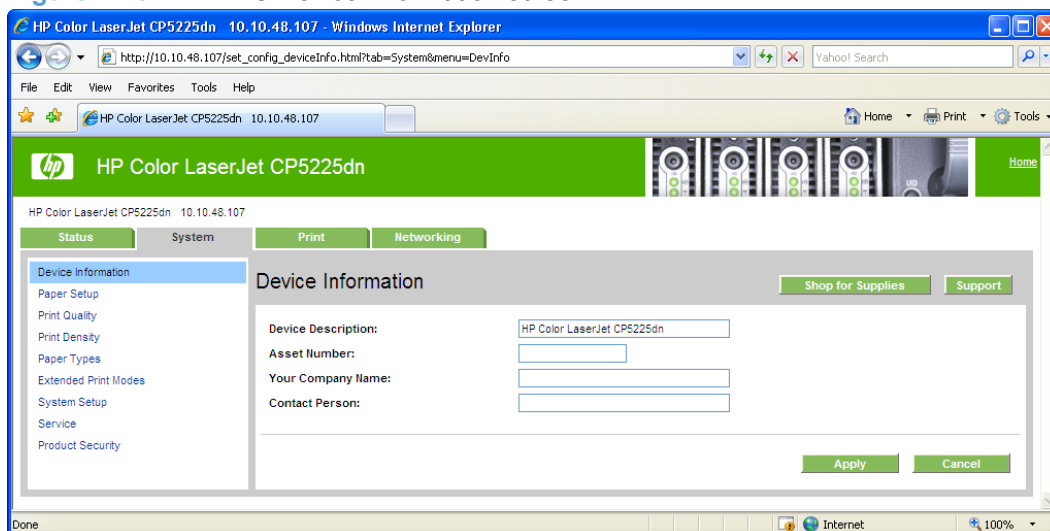 HP Color LaserJet CP5225dn 10.10.48.107 - Windows Internet Explorer
http://10.10.48.107/set_config_deviceInfo.html?tab=System&menu=DevInfo
Yahoo! Search
File Edit View Favorites Tools Help
HP Color LaserJet CP5225dn 10.10.48.107
Home Print Tools
hp HP Color LaserJet CP5225dn
UID
Home
HP Color LaserJet CP5225dn 10.10.48.107
Status System Print Networking
Device Information
Paper Setup
Print Quality
Print Density
Paper Types
Extended Print Modes
System Setup
Service
Product Security
Device Information
Shop for Supplies Support
Device Description: HP Color LaserJet CP5225dn
Asset Number:
Your Company Name:
Contact Person:
Apply Cancel
Done Internet 100%